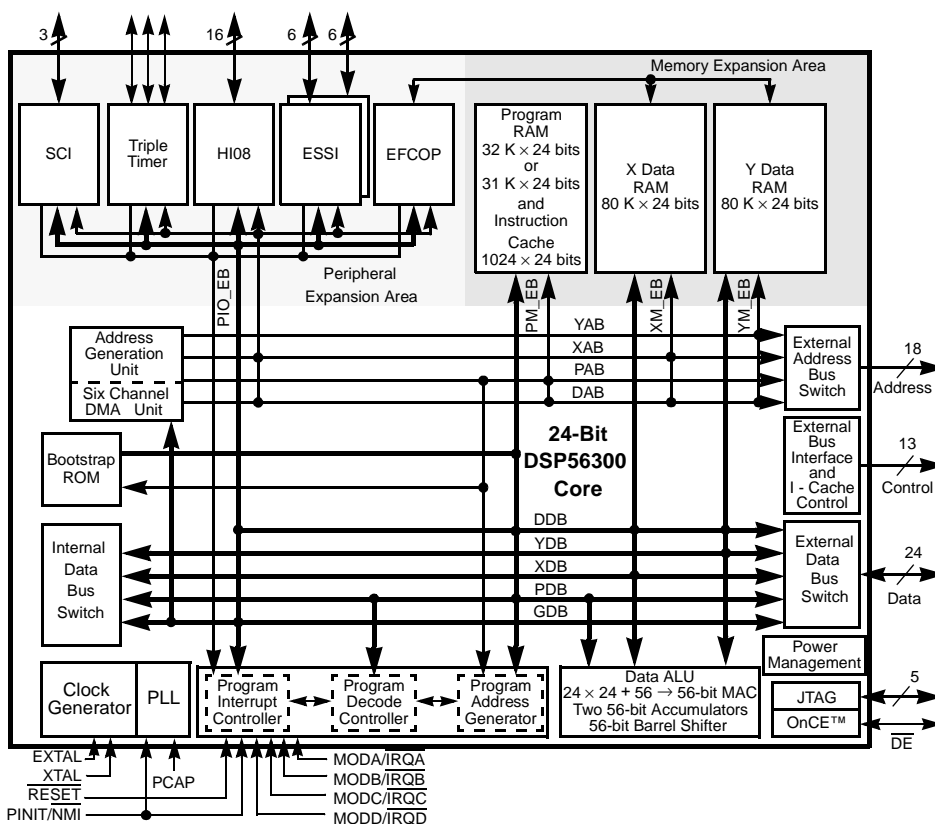 3
16
6
6
Memory Expansion Area
SCI
Triple
Timer
HI08
ESSI
EFCOP
Program
RAM
32 K × 24 bits
or
31 K × 24 bits
and
Instruction
Cache
1024 × 24 bits
X Data
RAM
80 K × 24 bits
Y Data
RAM
80 K × 24 bits
Peripheral
Expansion Area
PIO_EB
PM_EB
XM_EB
YM_EB
Address
Generation
Unit
Six Channel
DMA Unit
YAB
XAB
PAB
DAB
External
Address
Bus
Switch
18
Address
24-Bit
DSP56300
Core
Bootstrap
ROM
External
Bus
Interface
and
I - Cache
Control
13
Control
Internal
Data
Bus
Switch
DDB
YDB
XDB
PDB
GDB
External
Data
Bus
Switch
24
Data
Power
Management
Clock
Generator
PLL
Program
Interrupt
Controller
Program
Decode
Controller
Program
Address
Generator
Data ALU
24 × 24 + 56 → 56-bit MAC
Two 56-bit Accumulators
56-bit Barrel Shifter
JTAG
OnCE™
5
DE
EXTAL
XTAL
RESET
PINIT/NMI
PCAP
MODA/IRQA
MODB/IRQB
MODC/IRQC
MODD/IRQD